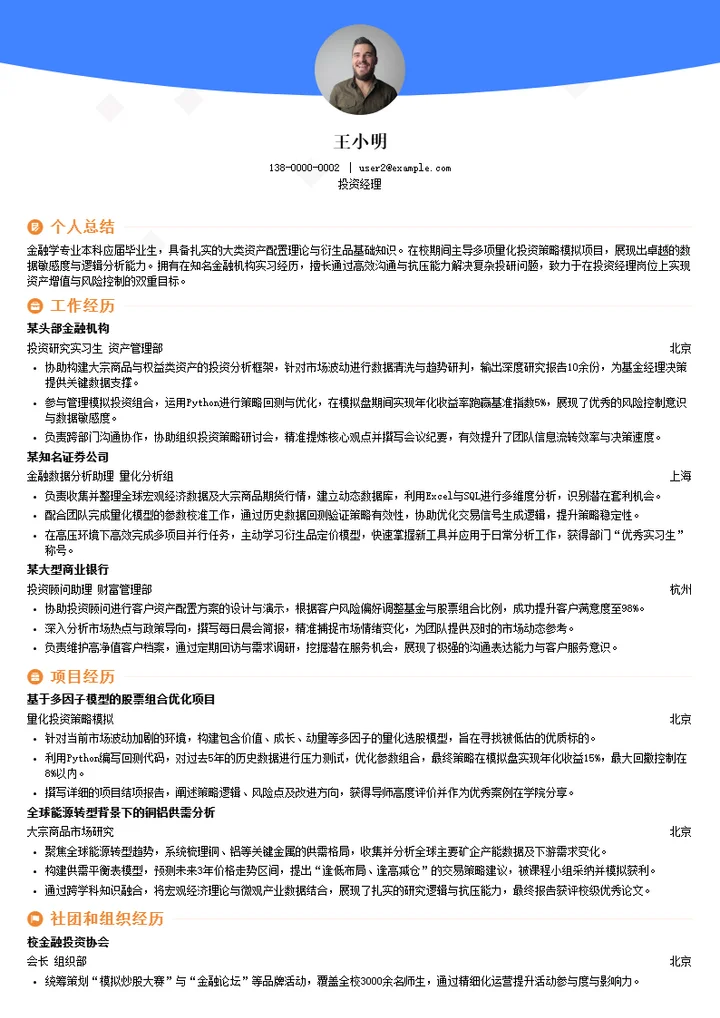 王小明
138-0000-0002 | user2@example.com
投资经理
个人总结
金融学专业本科应届毕业生，具备扎实的大类资产配置理论与衍生品基础知识。在校期间主导多项量化投资策略模拟项目，展现出卓越的数
据敏感度与逻辑分析能力。拥有在知名金融机构实习经历，擅长通过高效沟通与抗压能力解决复杂投研问题，致力于在投资经理岗位上实现
资产增值与风险控制的双重目标。
工作经历
某头部金融机构
投资研究实习生 资产管理部 北京
• 协助构建大宗商品与权益类资产的投资分析框架，针对市场波动进行数据清洗与趋势研判，输出深度研究报告10余份，为基金经理决策
提供关键数据支撑。
• 参与管理模拟投资组合，运用Python进行策略回测与优化，在模拟盘期间实现年化收益率跑赢基准指数5%，展现了优秀的风险控制意识
与数据敏感度。
• 负责跨部门沟通协作，协助组织投资策略研讨会，精准提炼核心观点并撰写会议纪要，有效提升了团队信息流转效率与决策速度。
某知名证券公司
金融数据分析助理 量化分析组 上海
• 负责收集并整理全球宏观经济数据及大宗商品期货行情，建立动态数据库，利用Excel与SQL进行多维度分析，识别潜在套利机会。
• 配合团队完成量化模型的参数校准工作，通过历史数据回测验证策略有效性，协助优化交易信号生成逻辑，提升策略稳定性。
• 在高压环境下高效完成多项目并行任务，主动学习衍生品定价模型，快速掌握新工具并应用于日常分析工作，获得部门“优秀实习生”
称号。
某大型商业银行
投资顾问助理 财富管理部 杭州
• 协助投资顾问进行客户资产配置方案的设计与演示，根据客户风险偏好调整基金与股票组合比例，成功提升客户满意度至98%。
• 深入分析市场热点与政策导向，撰写每日晨会简报，精准捕捉市场情绪变化，为团队提供及时的市场动态参考。
• 负责维护高净值客户档案，通过定期回访与需求调研，挖掘潜在服务机会，展现了极强的沟通表达能力与客户服务意识。
项目经历
基于多因子模型的股票组合优化项目
量化投资策略模拟 北京
• 针对当前市场波动加剧的环境，构建包含价值、成长、动量等多因子的量化选股模型，旨在寻找被低估的优质标的。
• 利用Python编写回测代码，对过去5年的历史数据进行压力测试，优化参数组合，最终策略在模拟盘实现年化收益15%，最大回撤控制在
8%以内。
• 撰写详细的项目结项报告，阐述策略逻辑、风险点及改进方向，获得导师高度评价并作为优秀案例在学院分享。
全球能源转型背景下的铜铝供需分析
大宗商品市场研究 北京
• 聚焦全球能源转型趋势，系统梳理铜、铝等关键金属的供需格局，收集并分析全球主要矿企产能数据及下游需求变化。
• 构建供需平衡表模型，预测未来3年价格走势区间，提出“逢低布局、逢高减仓”的交易策略建议，被课程小组采纳并模拟获利。
• 通过跨学科知识融合，将宏观经济理论与微观产业数据结合，展现了扎实的研究逻辑与抗压能力，最终报告获评校级优秀论文。
社团和组织经历
校金融投资协会
会长 组织部 北京
• 统筹策划“模拟炒股大赛”与“金融论坛”等品牌活动，覆盖全校3000余名师生，通过精细化运营提升活动参与度与影响力。